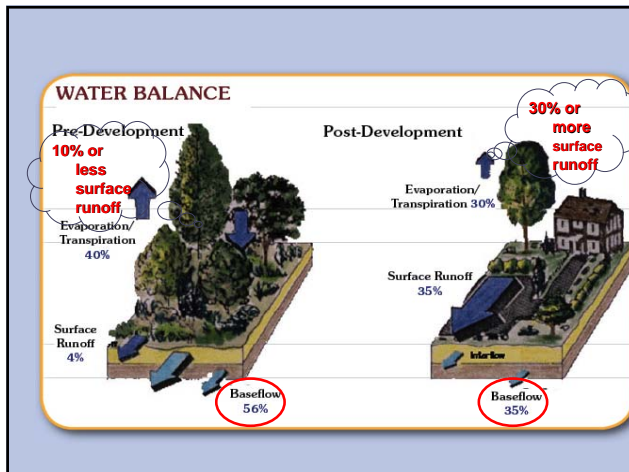 WATER BALANCE
Pre-Development
10% or
less
surface
runoff
Evaporation/
Transpiration
40%
Surface
Runoff
4%
Baseflow
56%
Post-Development
30% or
more
surface
runoff
Evaporation/
Transpiration 30%
Surface Runoff
35%
Interflow
Baseflow
35%